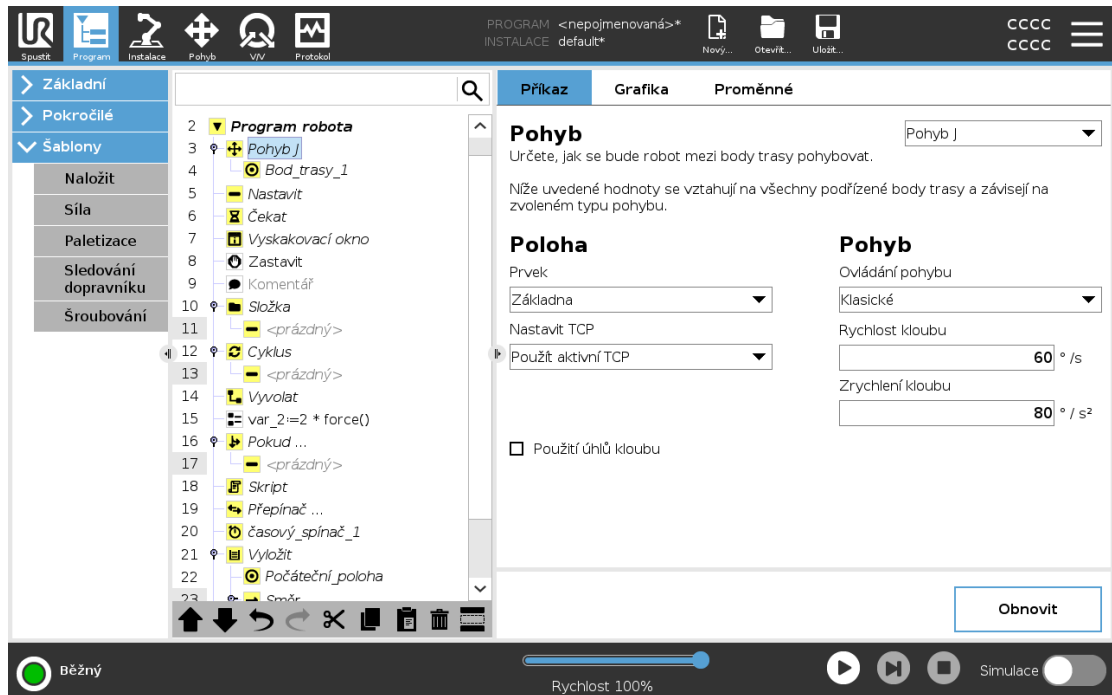 PROGRAM <nepojmenovaná>*
INSTALACE default*
Spustit
Program
Instalace
Pohyb
V/V
Protokol
Nový...
Otevřít...
Uložit...
CCCC
CCCC
Základní
Pokročilé
Šablony
Naložit
Síla
Paletizace
Sledování
dopravníku
Šroubování
2 Program robota
3 Pohyb J
4 Bod_trasy_1
5 Nastavit
6 Čekat
7 Vyskakovací okno
8 Zastavit
9 Komentář
10 Složka
11 <prázdný>
12 Cyklus
13 <prázdný>
14 Vyvolat
15 var_2:=2 * force()
16 Pokud ...
17 <prázdný>
18 Skript
19 Přepínač ...
20 časový_spínač_1
21 Vyložit
22 Počáteční_poloha
23 Směr
Příkaz
Grafika
Proměnné
Pohyb
Pohyb J
Určete, jak se bude robot mezi body trasy pohybovat.
Níže uvedené hodnoty se vztahují na všechny podřízené body trasy a závisejí na
zvoleném typu pohybu.
Poloha
Prvek
Základna
Nastavit TCP
Použít aktivní TCP
Použití úhlů kloubu
Pohyb
Ovládání pohybu
Klasické
Rychlost kloubu
60 ° /s
Zrychlení kloubu
80 ° / s²
Obnovit
Běžný
Rychlost 100%
Simulace